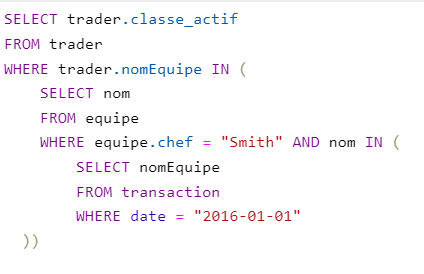 SELECT trader.classe_actif
FROM trader
WHERE trader.nomEquipe IN (
SELECT nom
FROM equipe
WHERE equipe.chef = "Smith" AND nom IN (
SELECT nomEquipe
FROM transaction
WHERE date = "2016-01-01"
))